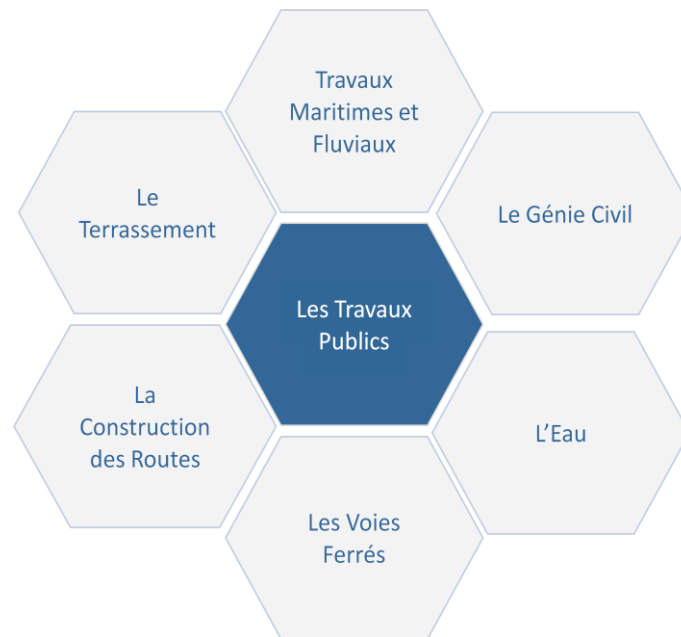 Travaux
Maritimes et
Fluviaux
Le
Terrassement
Le Génie Civil
Les Travaux
Publics
La
Construction
des Routes
L’Eau
Les Voies
Ferrés